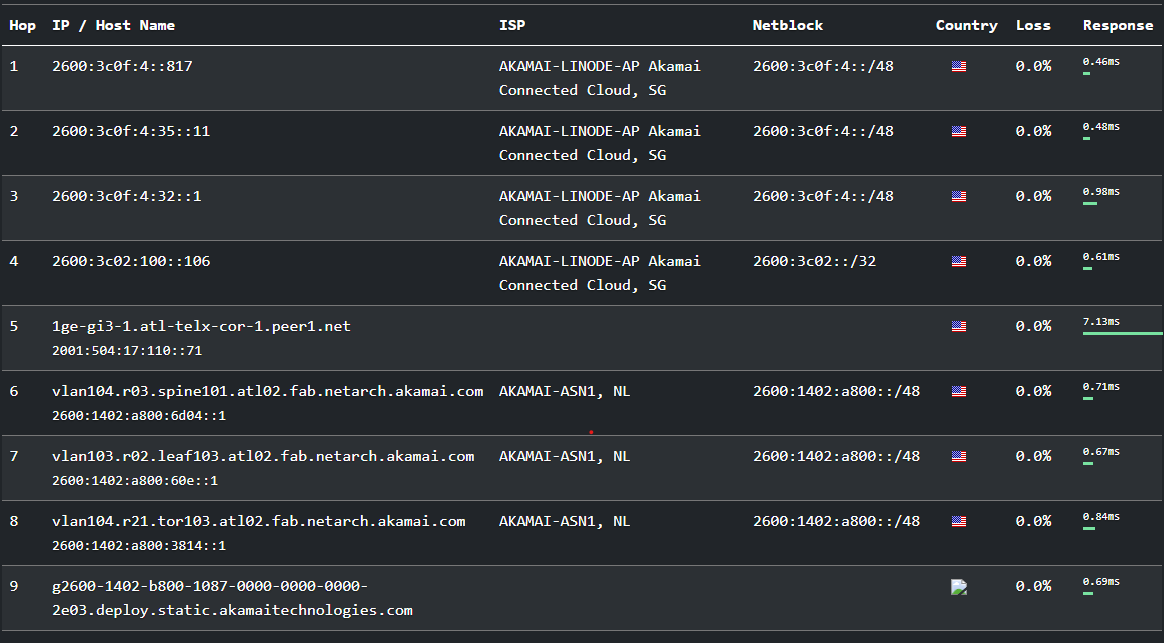 Hop IP / Host Name ISP Netblock Country Loss Response
1 2600:3c0f:4::817 AKAMAI-LINODE-AP Akamai 2600:3c0f:4::/48 0.0% 0.46ms
Connected Cloud, SG
2 2600:3c0f:4:35::11 AKAMAI-LINODE-AP Akamai 2600:3c0f:4::/48 0.0% 0.48ms
Connected Cloud, SG
3 2600:3c0f:4:32::1 AKAMAI-LINODE-AP Akamai 2600:3c0f:4::/48 0.0% 0.98ms
Connected Cloud, SG
4 2600:3c02:100::106 AKAMAI-LINODE-AP Akamai 2600:3c02::/32 0.0% 0.61ms
Connected Cloud, SG
5 1ge-gi3-1.atl-telx-cor-1.peer1.net 0.0% 7.13ms
2001:504:17:110::71
6 vlan104.r03.spine101.atl02.fab.netarch.akamai.com AKAMAI-ASN1, NL 2600:1402:a800::/48 0.0% 0.71ms
2600:1402:a800:6d04::1
7 vlan103.r02.leaf103.atl02.fab.netarch.akamai.com AKAMAI-ASN1, NL 2600:1402:a800::/48 0.0% 0.67ms
2600:1402:a800:60e::1
8 vlan104.r21.tor103.atl02.fab.netarch.akamai.com AKAMAI-ASN1, NL 2600:1402:a800::/48 0.0% 0.84ms
2600:1402:a800:3814::1
9 g2600-1402-b800-1087-0000-0000-0000- 0.0% 0.69ms
2e03.deploy.static.akamaitechnologies.com